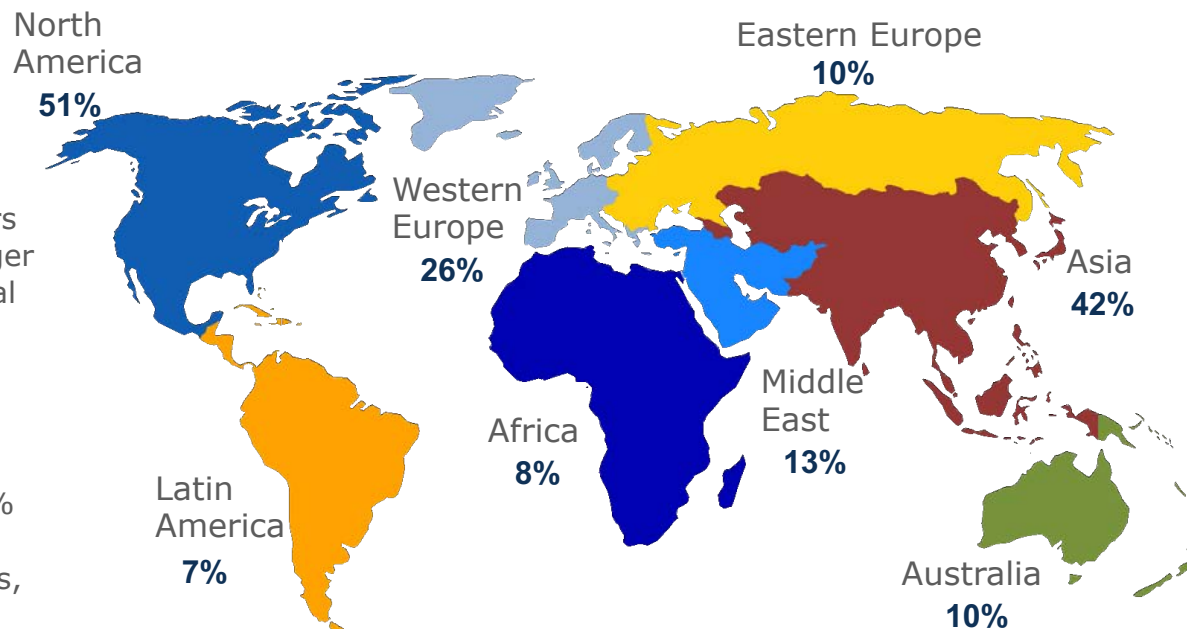 North
America
51%
Eastern Europe
10%
Western
Europe
26%
Asia
42%
Middle
East
13%
Africa
8%
Latin
America
7%
Australia
10%
%